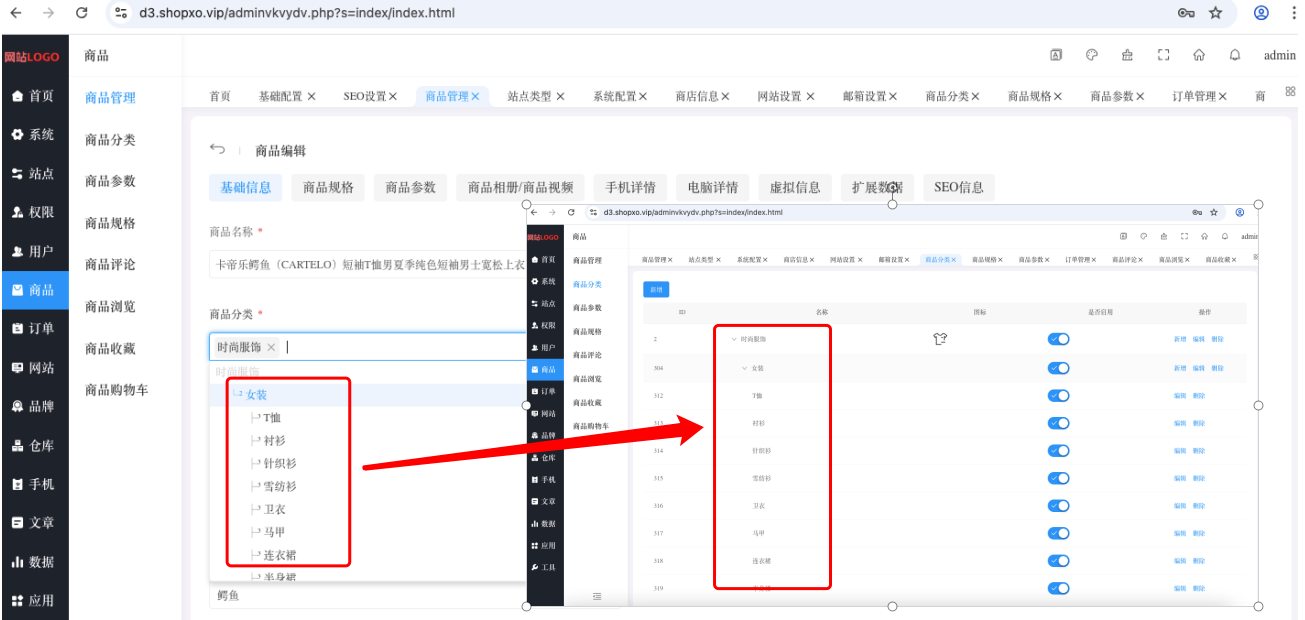 d3.shopxo.vip/adminvkvydv.php?s=index/index.html
网站LOGO 商品 admin
首页 商品管理 首页 基础配置 SEO设置 商品管理 站点类型 系统配置 商店信息 网站设置 邮箱设置 商品分类 商品规格 商品参数 订单管理 商
系统 商品分类
商品编辑
站点 商品参数
基础信息 商品规格 商品参数 商品相册/商品视频 手机详情 电脑详情 虚拟信息 扩展数据 SEO信息
权限 商品规格
商品名称 *
用户 商品评论
卡帝乐鳄鱼（CARTELO）短袖T恤男夏季纯色短袖男士宽松上衣
商品 商品浏览
商品分类 *
订单 商品收藏
时尚服饰
网站 商品购物车
时尚服饰
女装
品牌
T恤
衬衫
仓库
针织衫
手机
雪纺衫
卫衣
文章
马甲
数据
连衣裙
半身裙
应用
鳄鱼
d3.shopxo.vip/adminvkvydv.php?s=index/index.html
网站LOGO 商品 admin
首页 商品管理 商品管理 站点类型 系统配置 商店信息 网站设置 邮箱设置 商品分类 商品规格 商品参数 订单管理 商品评论 商品浏览 商品收藏
系统 商品分类 新增
站点 商品参数 ID 名称 图标 是否启用 操作
权限 商品规格 2 时尚服饰 新增 编辑 删除
用户 商品评论
商品 商品浏览 304 女装 新增 编辑 删除
订单 商品收藏 312 T恤 编辑 删除
网站 商品购物车 313 衬衫 编辑 删除
品牌
仓库 314 针织衫 编辑 删除
手机 315 雪纺衫 编辑 删除
文章 316 卫衣 编辑 删除
数据 317 马甲 编辑 删除
应用 318 连衣裙 编辑 删除
工具
319 半身裙 编辑 删除